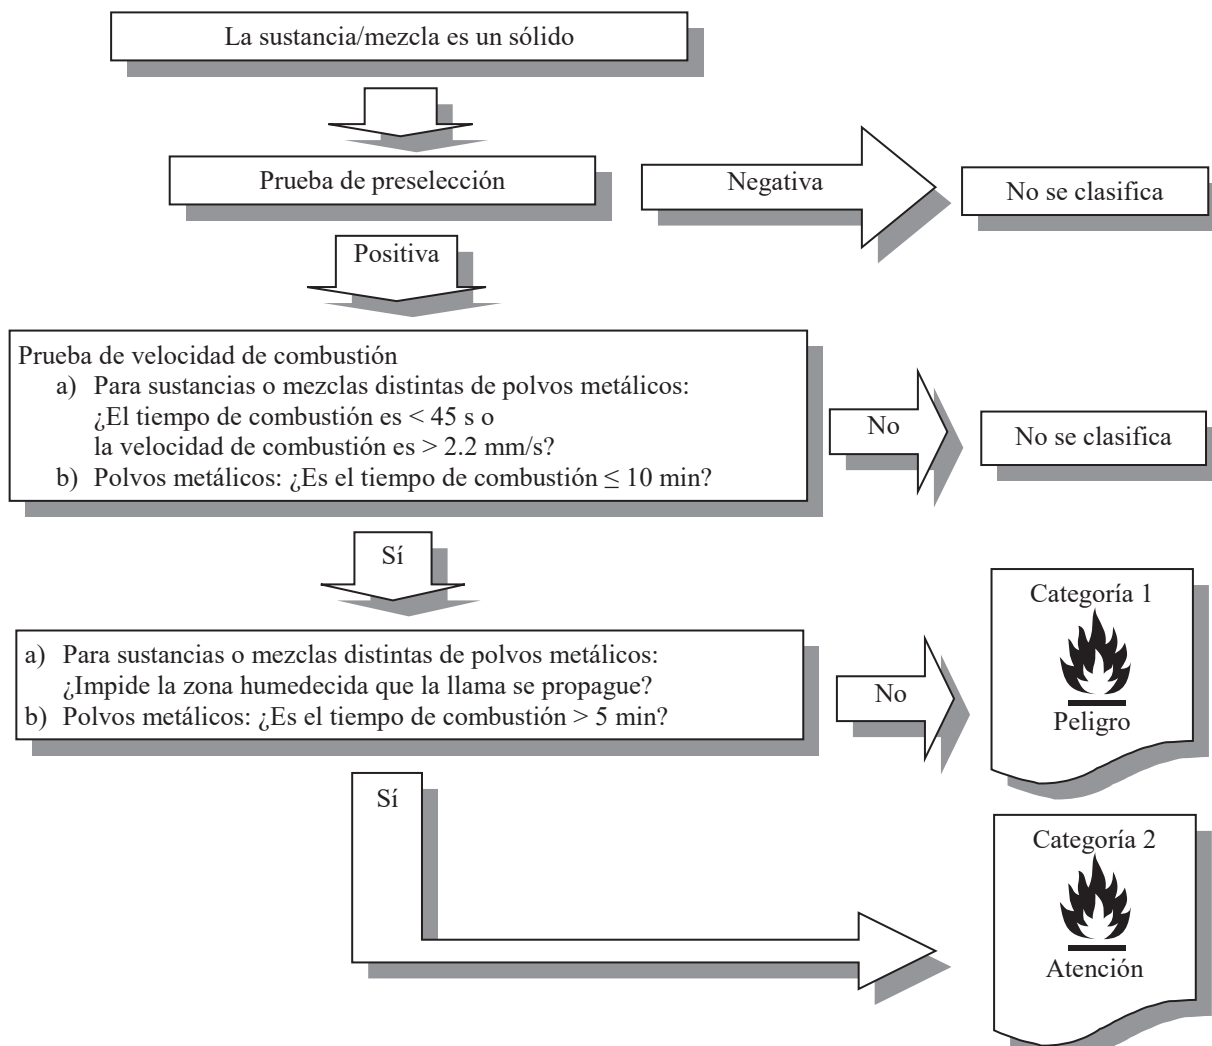 La sustancia/mezcla es un sólido
Prueba de preselección
Negativa
No se clasifica
Positiva
Prueba de velocidad de combustión
a) Para sustancias o mezclas distintas de polvos metálicos:
¿El tiempo de combustión es < 45 s o
la velocidad de combustión es > 2.2 mm/s?
b) Polvos metálicos: ¿Es el tiempo de combustión ≤ 10 min?
No
No se clasifica
Sí
a) Para sustancias o mezclas distintas de polvos metálicos:
¿Impide la zona humedecida que la llama se propague?
b) Polvos metálicos: ¿Es el tiempo de combustión > 5 min?
No
Categoría 1
Peligro
Sí
Categoría 2
Atención